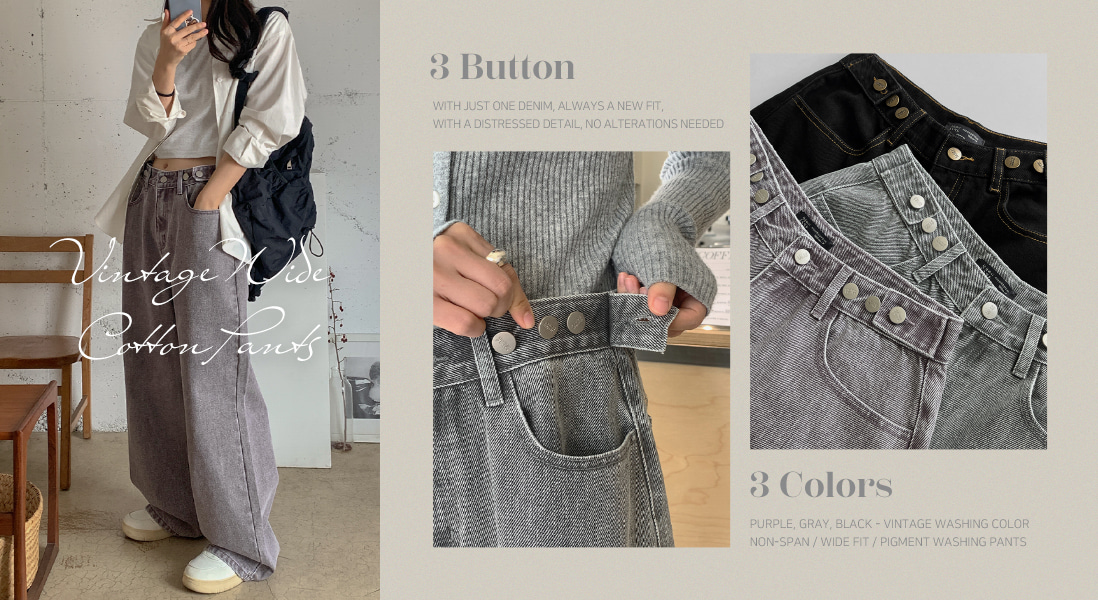 Vintage Wide
Cotton Pants
3 Button
WITH JUST ONE DENIM, ALWAYS A NEW FIT,
WITH A DISTRESSED DETAIL, NO ALTERATIONS NEEDED
3 Colors
PURPLE, GRAY, BLACK - VINTAGE WASHING COLOR
NON-SPAN / WIDE FIT / PIGMENT WASHING PANTS